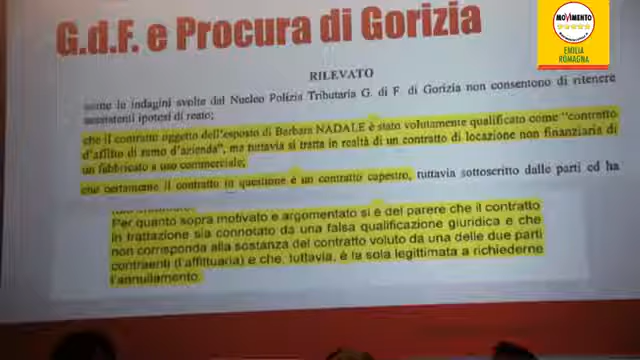 G.d.F. e Procura di Gorizia
MOVIMENTO
EMILIA
ROMAGNA
RILEVATO
come le indagini svolte dal Nucleo Polizia Tributaria G. di F. di Gorizia non consentono di ritenere
sussistenti ipotesi di reato;
che il contratto oggetto dell'esposto di Barbara NADALE è stato volutamente qualificato come "contratto
d'affitto di ramo d'azienda", ma tuttavia si tratta in realtà di un contratto di locazione non finanziaria di
un fabbricato a uso commerciale;
che certamente il contratto in questione è un contratto capestro, tuttavia sottoscritto dalle parti ed ha
Per quanto sopra motivato e argomentato si è del parere che il contratto
in trattazione sia connotato da una falsa qualificazione giuridica e che
non corrisponda alla sostanza del contratto voluto da una delle due parti
contraenti (l'affittuaria) e che, tuttavia, è la sola legittimata a richiederne
l'annullamento.